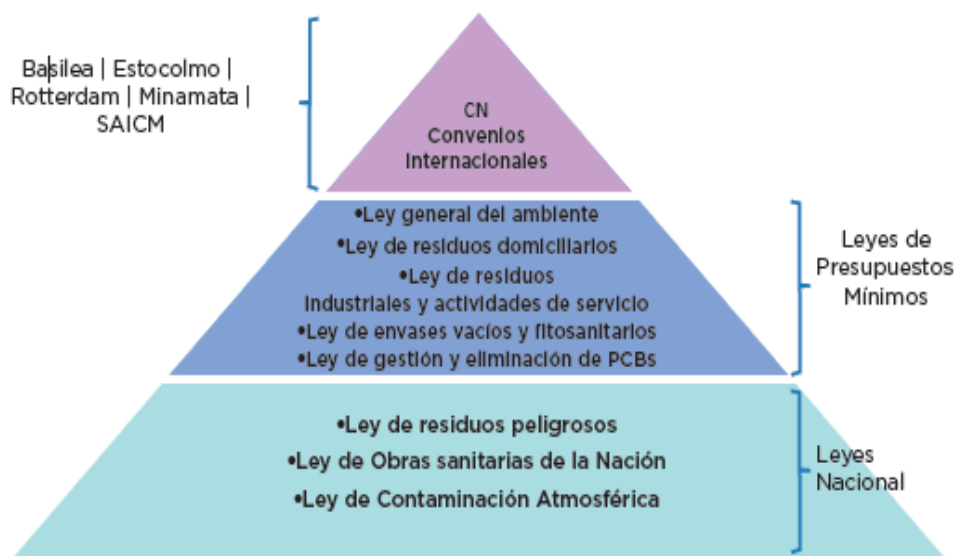 Basilea | Estocolmo |
Rotterdam | Minamata |
SAICM
CN
Convenios
Internacionales
•Ley general del ambiente
•Ley de residuos domiciliarios
•Ley de residuos
industriales y actividades de servicio
•Ley de envases vacíos y fitosanitarios
•Ley de gestión y eliminación de PCBs
Leyes de
Presupuestos
Mínimos
•Ley de residuos peligrosos
•Ley de Obras sanitarias de la Nación
•Ley de Contaminación Atmosférica
Leyes
Nacional